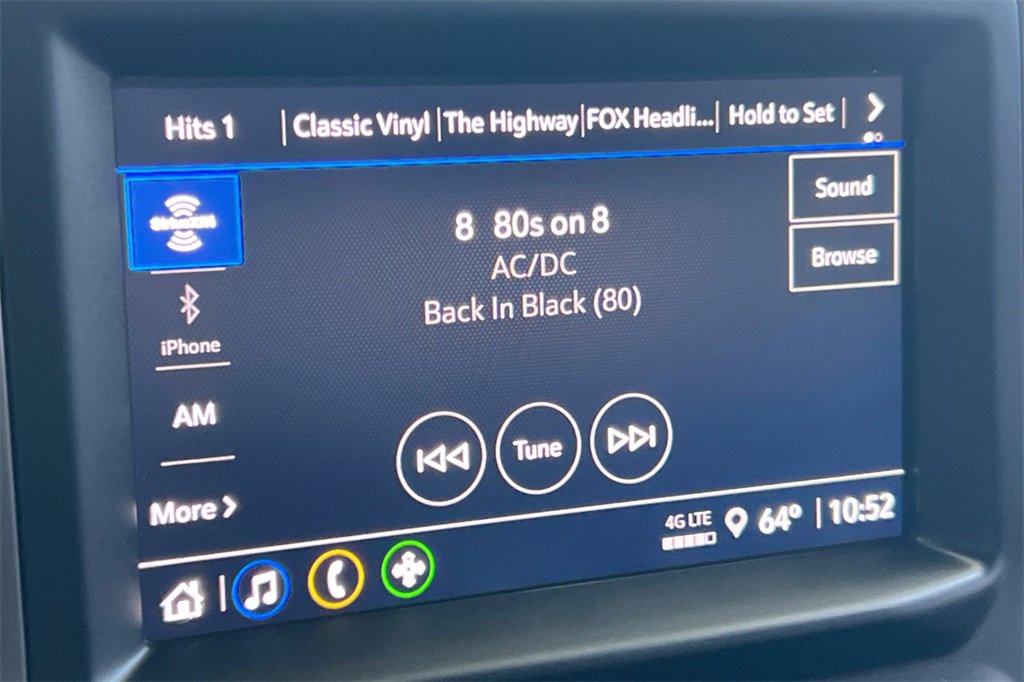 Hits 1 | Classic Vinyl | The Highway | FOX Headli... | Hold to Set |
SiriusXM
Sound
8 80s on 8
AC/DC
Browse
Back In Black (80)
iPhone
AM
Tune
More
4G LTE
64° | 10:52